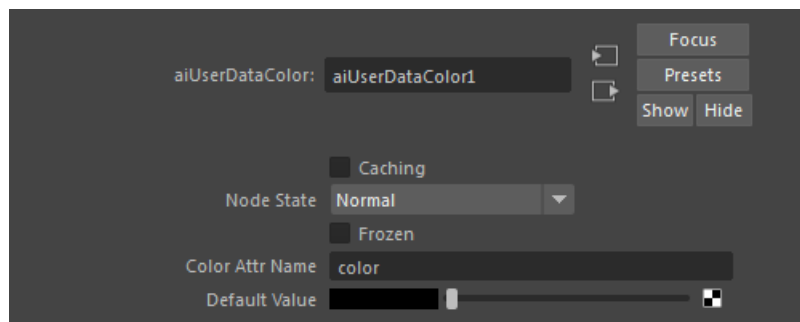 Focus
aiUserDataColor: aiUserDataColor1
Presets
Show Hide
Caching
Node State Normal
Frozen
Color Attr Name color
Default Value